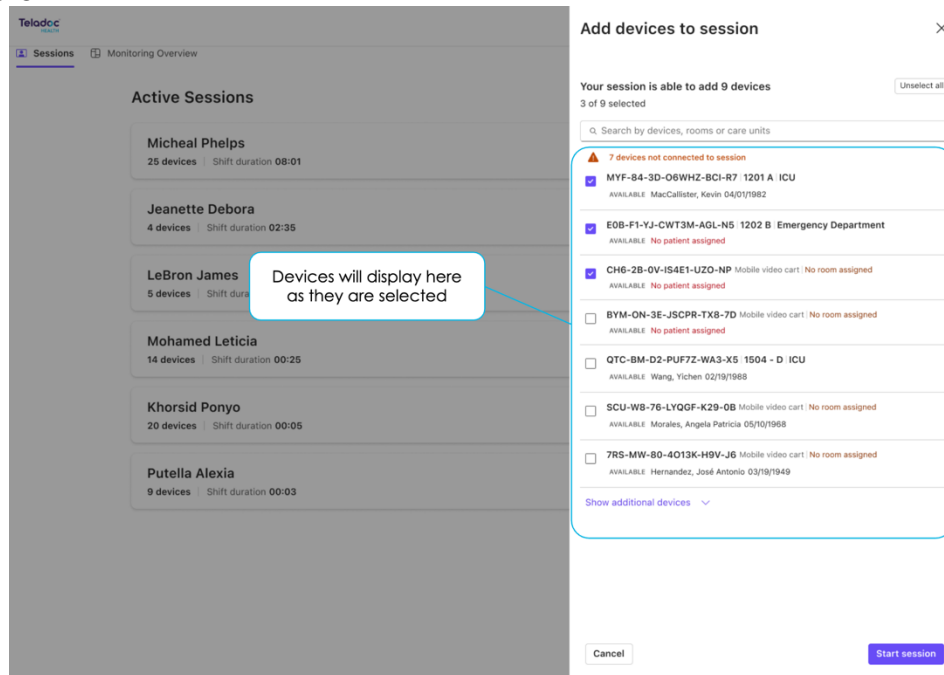 Teladoc
HEALTH
Sessions Monitoring Overview
Active Sessions
Micheal Phelps
25 devices | Shift duration 08:01
Jeanette Debora
4 devices | Shift duration 02:35
LeBron James
5 devices | Shift dura
Mohamed Leticia
14 devices | Shift duration 00:25
Khorsid Ponyo
20 devices | Shift duration 00:05
Putella Alexia
9 devices | Shift duration 00:03
Devices will display here
as they are selected
Add devices to session
Your session is able to add 9 devices
Unselect all
3 of 9 selected
Search by devices, rooms or care units
7 devices not connected to session
MYF-84-3D-O6WHZ-BCI-R7 | 1201 A | ICU
AVAILABLE MacCallister, Kevin 04/01/1982
E0B-F1-YJ-CWT3M-AGL-N5 | 1202 B | Emergency Department
AVAILABLE No patient assigned
CH6-2B-0V-IS4E1-UZO-NP Mobile video cart | No room assigned
AVAILABLE No patient assigned
BYM-ON-3E-JSCPR-TX8-7D Mobile video cart | No room assigned
AVAILABLE No patient assigned
QTC-BM-D2-PUF7Z-WA3-X5 | 1504 - D | ICU
AVAILABLE Wang, Yichen 02/19/1988
SCU-W8-76-LYQGF-K29-0B Mobile video cart | No room assigned
AVAILABLE Morales, Angela Patricia 05/10/1968
7RS-MW-80-4O13K-H9V-J6 Mobile video cart | No room assigned
AVAILABLE Hernandez, José Antonio 03/19/1949
Show additional devices
Cancel
Start session